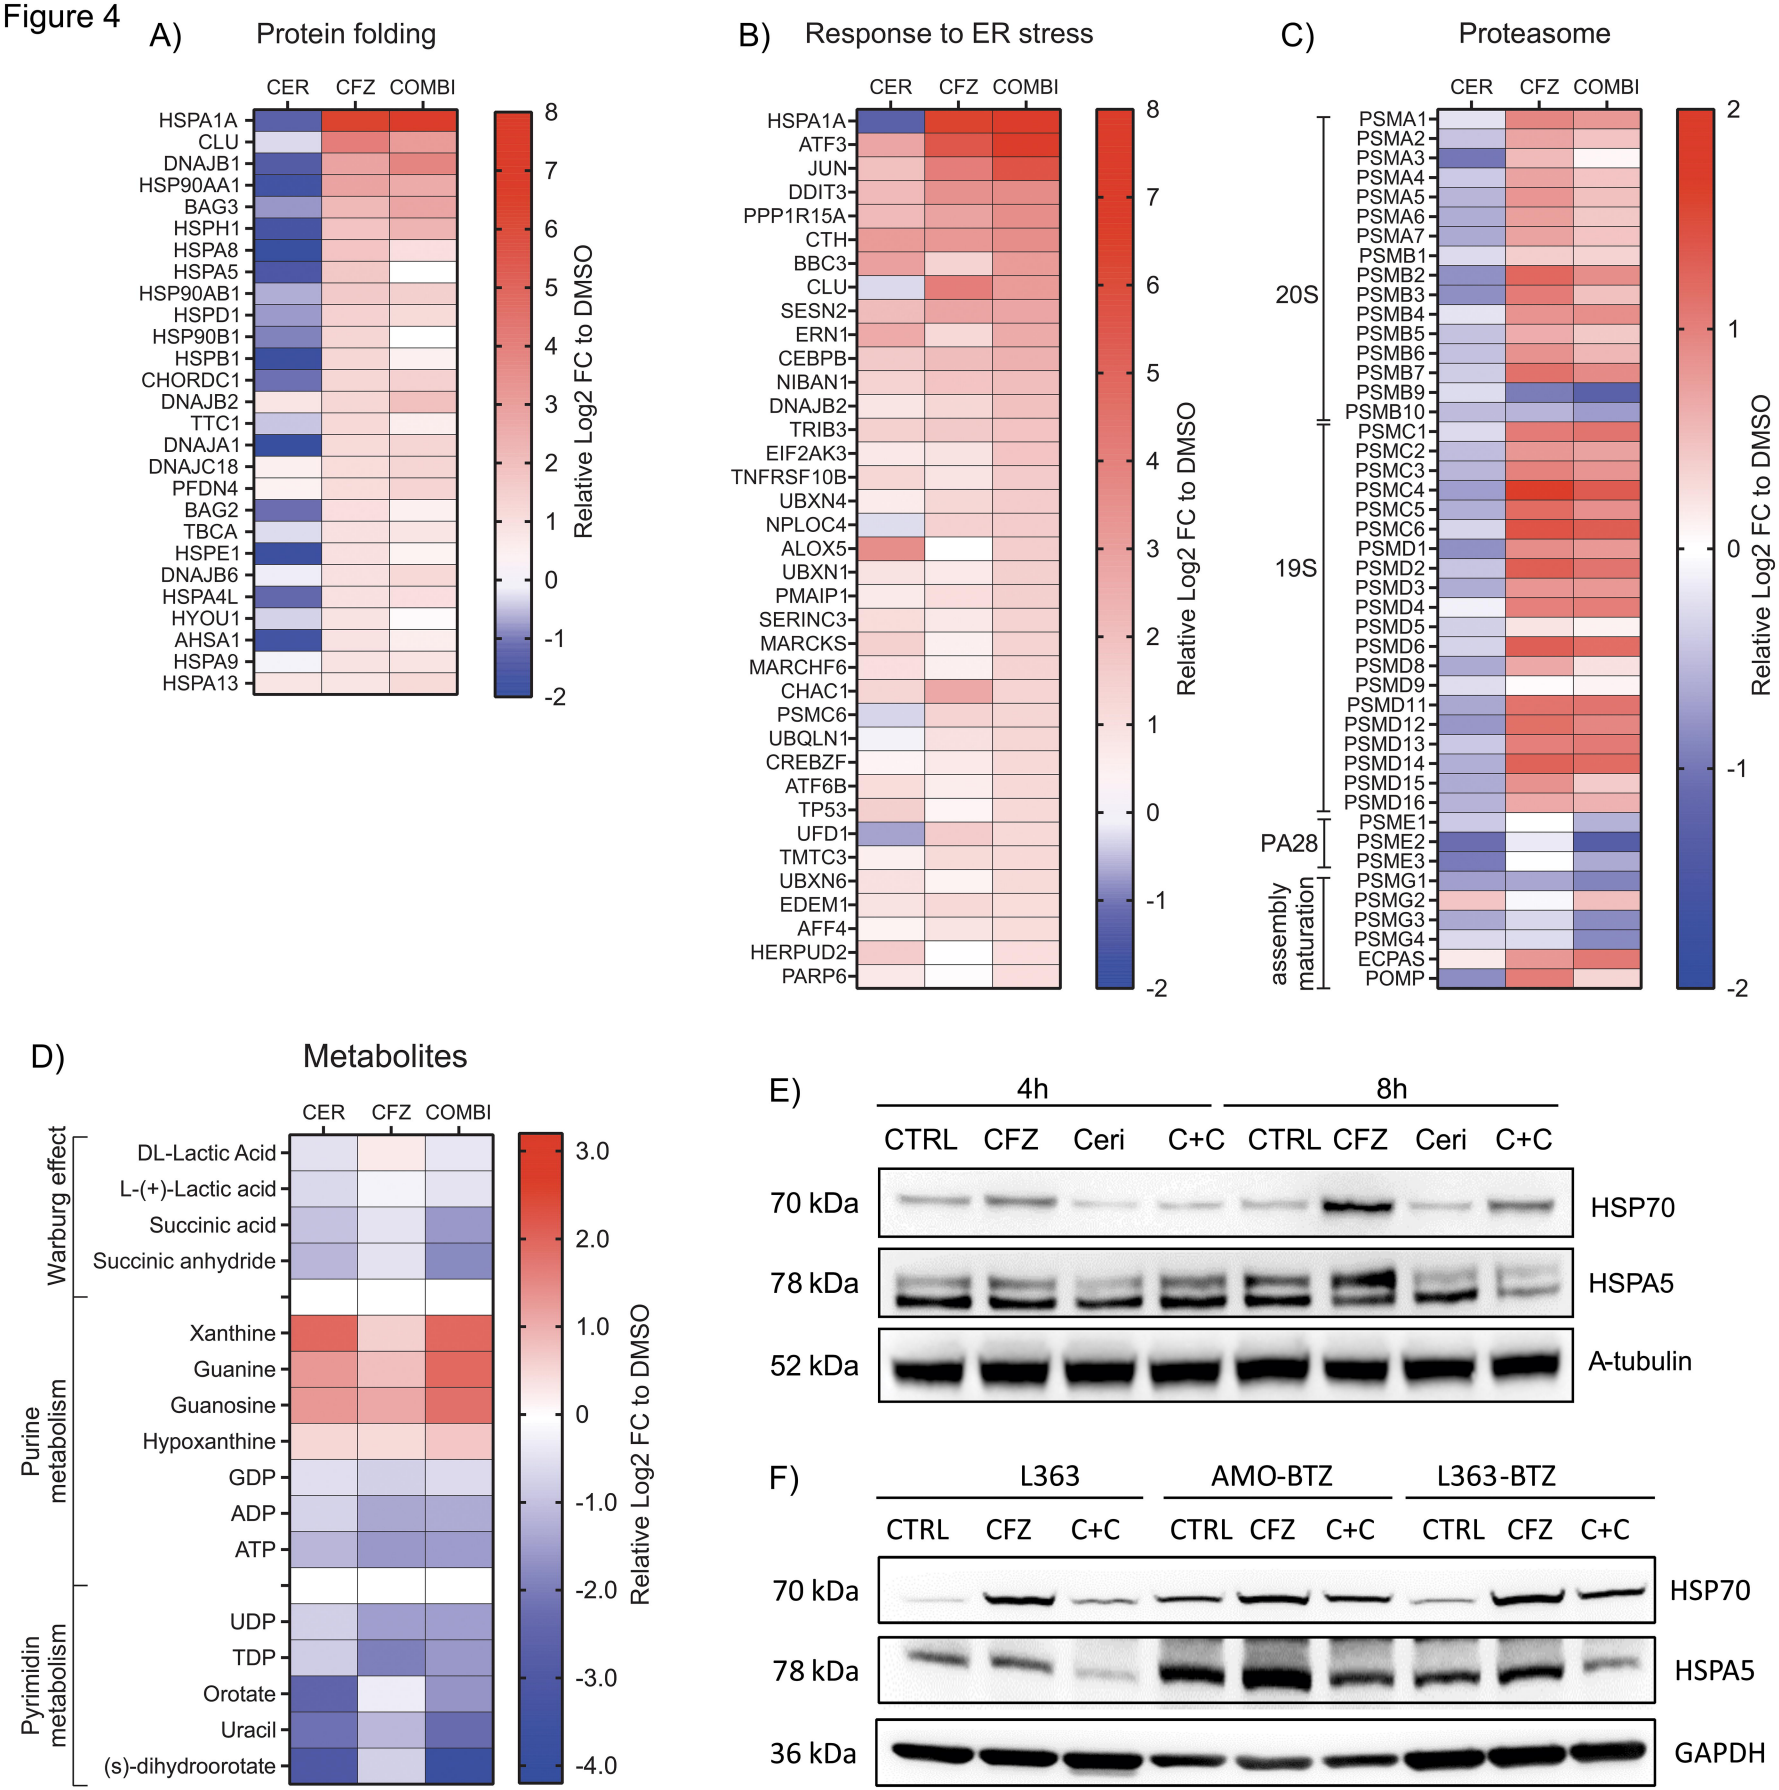 Figure 4
A) Protein folding
CER CFZ COMBI
HSPA1A
CLU
DNAJB1
HSP90AA1
BAG3
HSPH1
HSPA8
HSPA5
HSP90AB1
HSPD1
HSP90B1
HSPB1
CHORDC1
DNAJB2
TTC1
DNAJA1
DNAJC18
PFDN4
BAG2
TBCA
HSPE1
DNAJB6
HSPA4L
HYOU1
AHSA1
HSPA9
HSPA13
8
7
6
5
4
3
2
1
0
-1
-2
Relative Log2 FC to DMSO
B) Response to ER stress
CER CFZ COMBI
HSPA1A
ATF3
JUN
DDIT3
PPP1R15A
CTH
BBC3
CLU
SESN2
ERN1
CEBPB
NIBAN1
DNAJB2
TRIB3
EIF2AK3
TNFRSF10B
UBXN4
NPLOC4
ALOX5
UBXN1
PMAIP1
SERINC3
MARCKS
MARCHF6
CHAC1
PSMC6
UBQLN1
CREBZF
ATF6B
TP53
UFD1
TMTC3
UBXN6
EDEM1
AFF4
HERPUD2
PARP6
8
7
6
5
4
3
2
1
0
-1
-2
Relative Log2 FC to DMSO
C) Proteasome
CER CFZ COMBI
20S
19S
PA28
assembly
maturation
PSMA1
PSMA2
PSMA3
PSMA4
PSMA5
PSMA6
PSMA7
PSMB1
PSMB2
PSMB3
PSMB4
PSMB5
PSMB6
PSMB7
PSMB9
PSMB10
PSMC1
PSMC2
PSMC3
PSMC4
PSMC5
PSMC6
PSMD1
PSMD2
PSMD3
PSMD4
PSMD5
PSMD6
PSMD8
PSMD9
PSMD11
PSMD12
PSMD13
PSMD14
PSMD15
PSMD16
PSME1
PSME2
PSME3
PSMG1
PSMG2
PSMG3
PSMG4
ECPAS
POMP
2
1
0
-1
-2
Relative Log2 FC to DMSO
D) Metabolites
CER CFZ COMBI
Warburg effect
DL-Lactic Acid
L-(+)-Lactic acid
Succinic acid
Succinic anhydride
Purine
metabolism
Xanthine
Guanine
Guanosine
Hypoxanthine
GDP
ADP
ATP
Pyrimidin
metabolism
UDP
TDP
Orotate
Uracil
(s)-dihydroorotate
3.0
2.0
1.0
0
-1.0
-2.0
-3.0
-4.0
Relative Log2 FC to DMSO
E) 4h 8h
CTRL CFZ Ceri C+C CTRL CFZ Ceri C+C
70 kDa HSP70
78 kDa HSPA5
52 kDa A-tubulin
F) L363 AMO-BTZ L363-BTZ
CTRL CFZ C+C CTRL CFZ C+C CTRL CFZ C+C
70 kDa HSP70
78 kDa HSPA5
36 kDa GAPDH